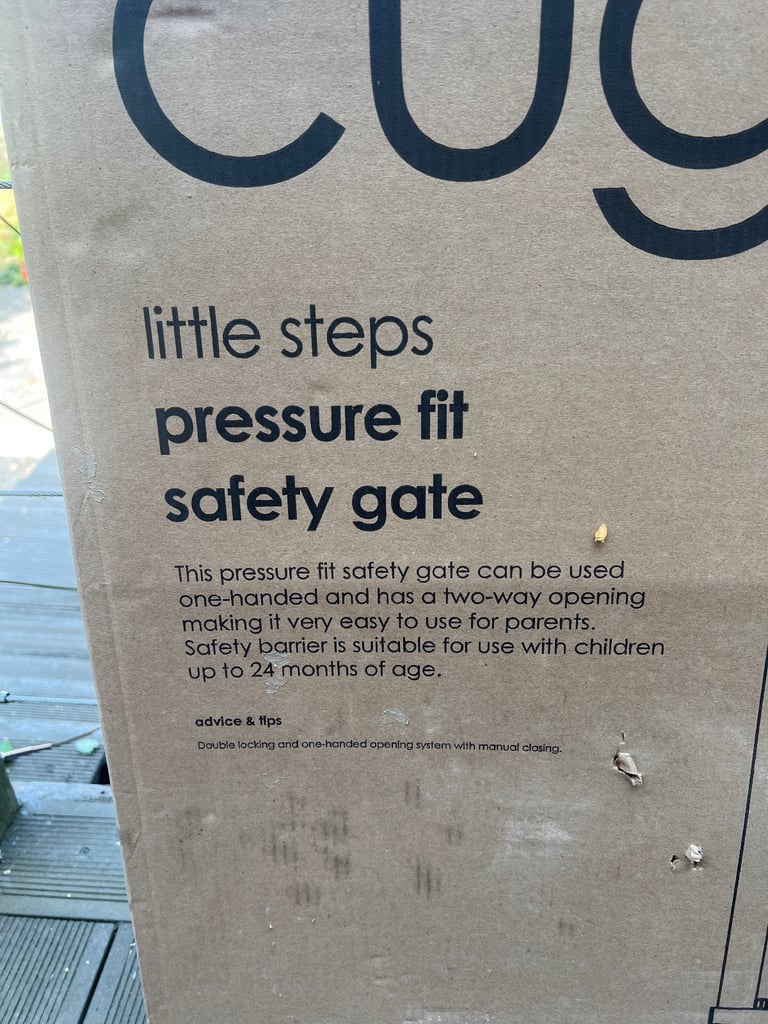 cug
little steps
pressure fit
safety gate
This pressure fit safety gate can be used
one-handed and has a two-way opening
making it very easy to use for parents.
Safety barrier is suitable for use with children
up to 24 months of age.
advice & tips
Double locking and one-handed opening system with manual closing.